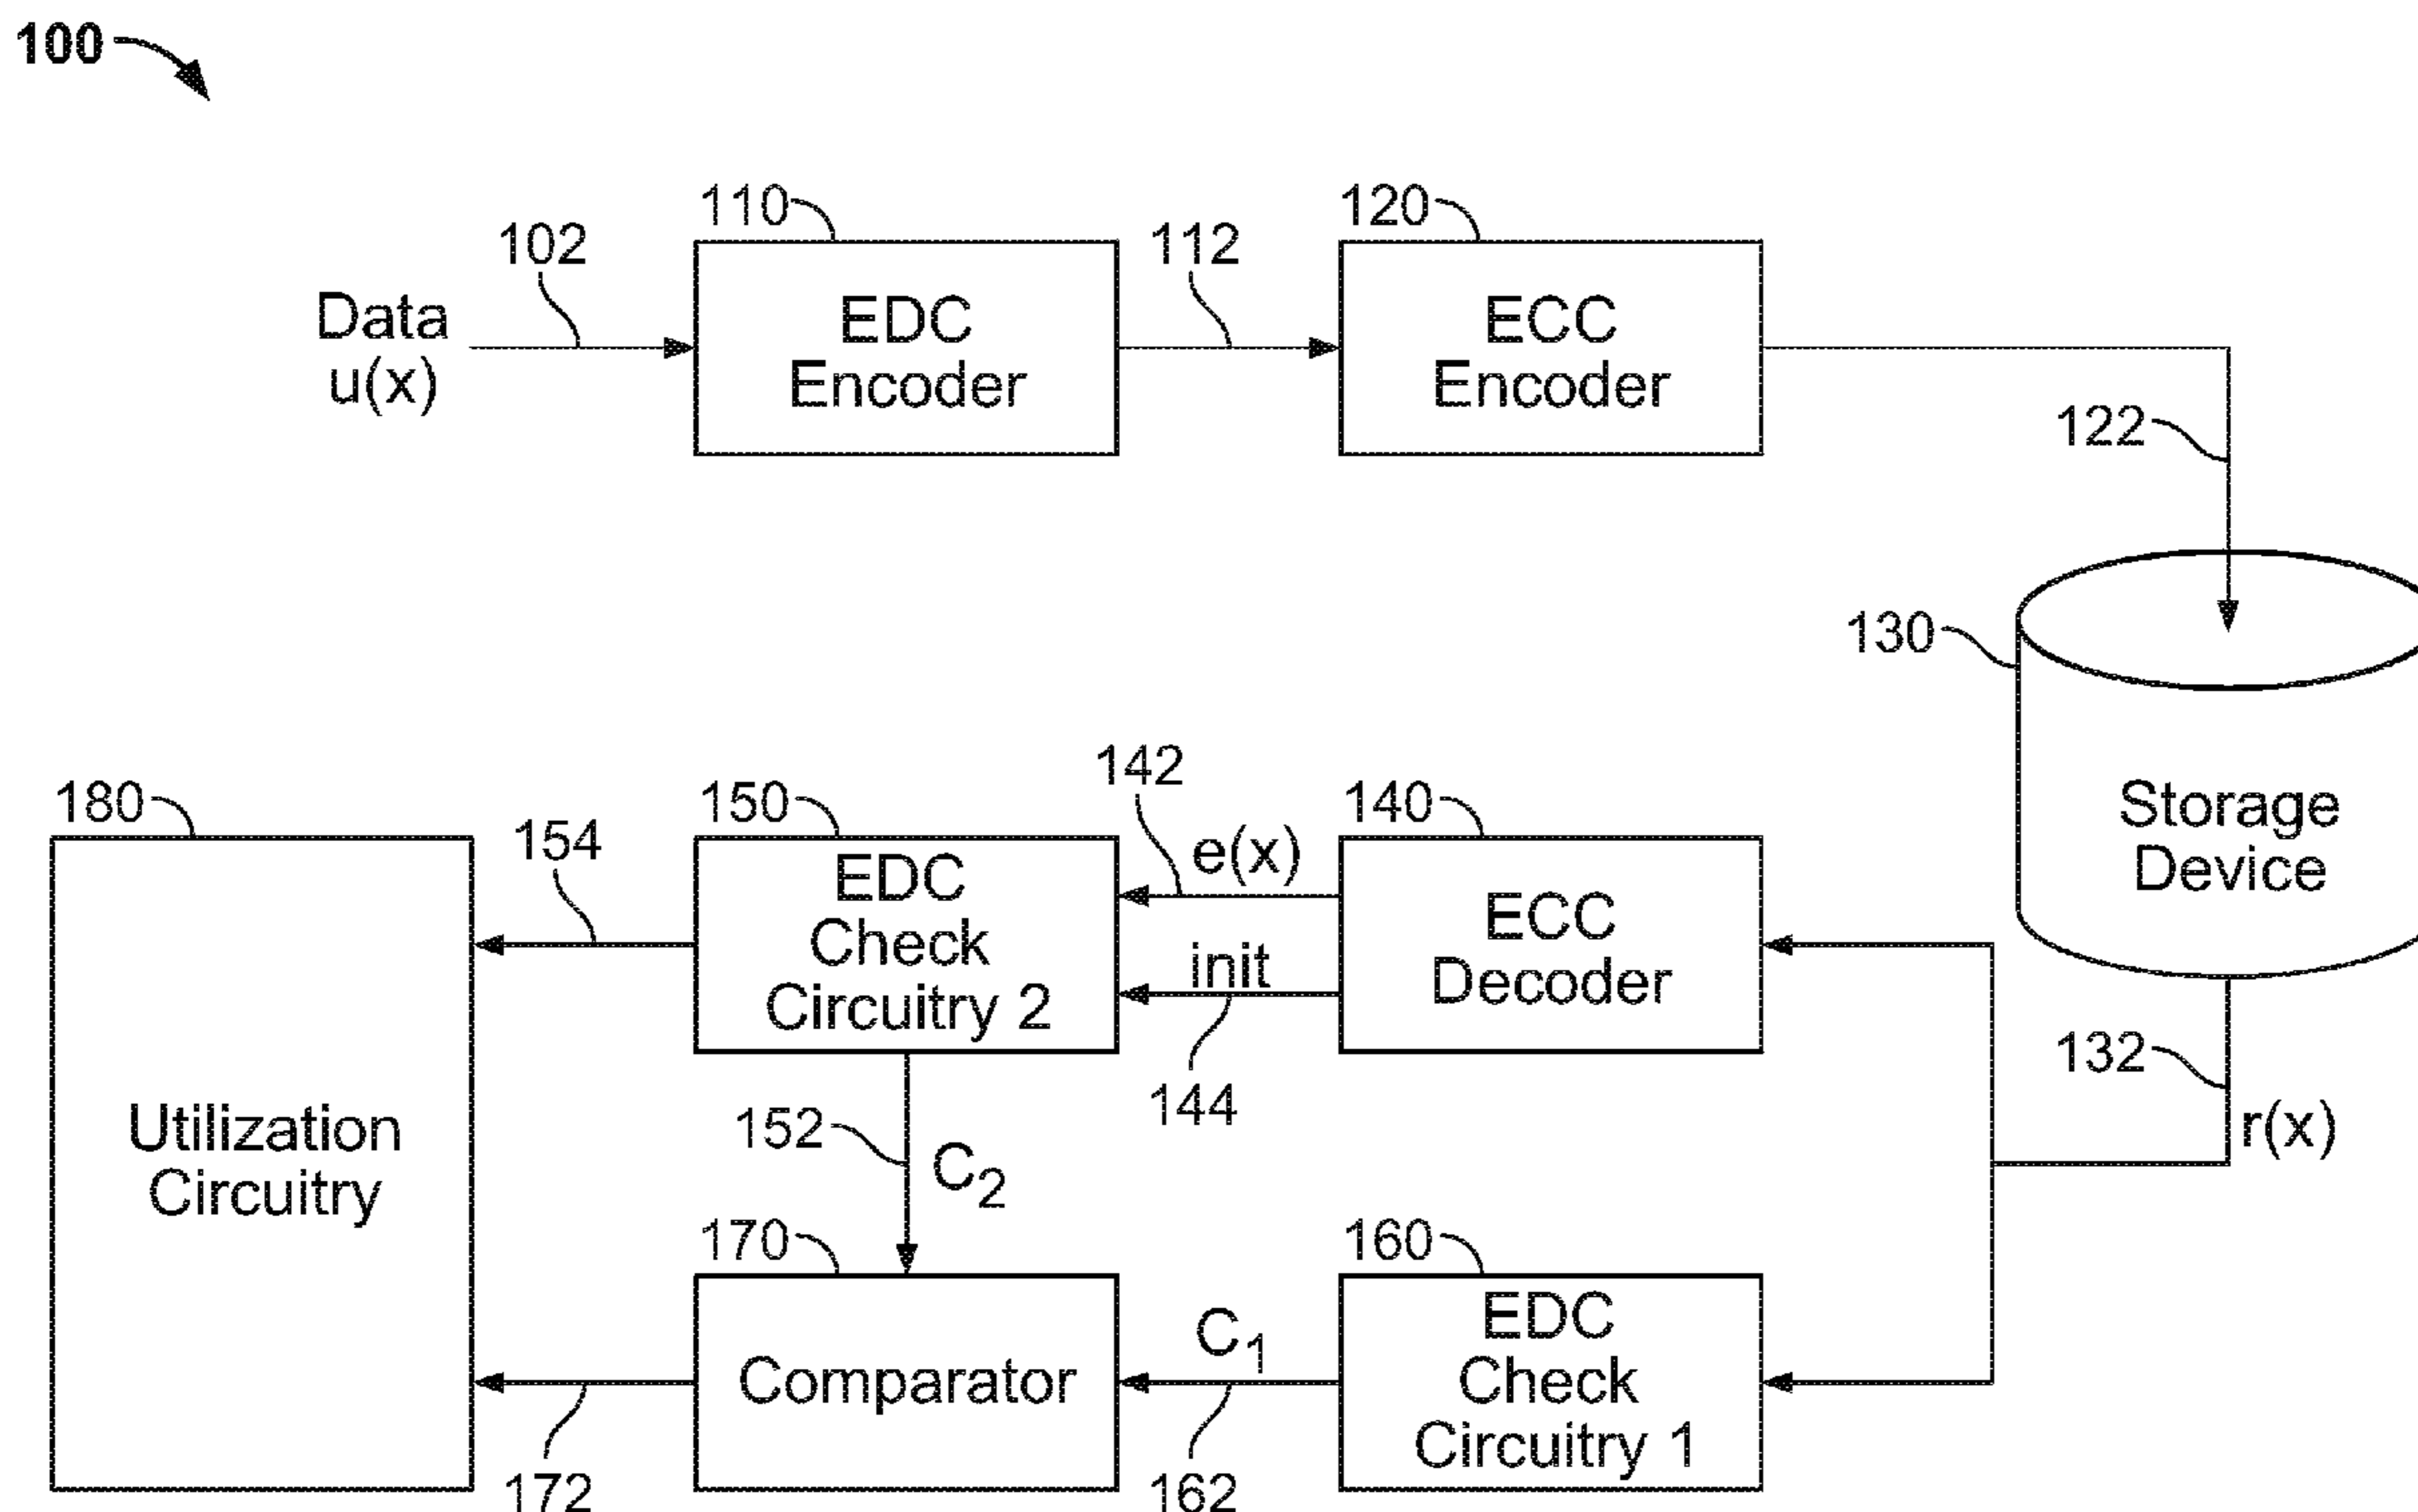 100
110
120
102
112
Data
u(x)
EDC
Encoder
ECC
Encoder
122
130
Storage
Device
142
180
150
140
154
e(x)
EDC
Check
Circuitry 2
init
ECC
Decoder
144
132
r(x)
Utilization
Circuitry
152
C2
170
160
C1
Comparator
EDC
Check
Circuitry 1
172
162